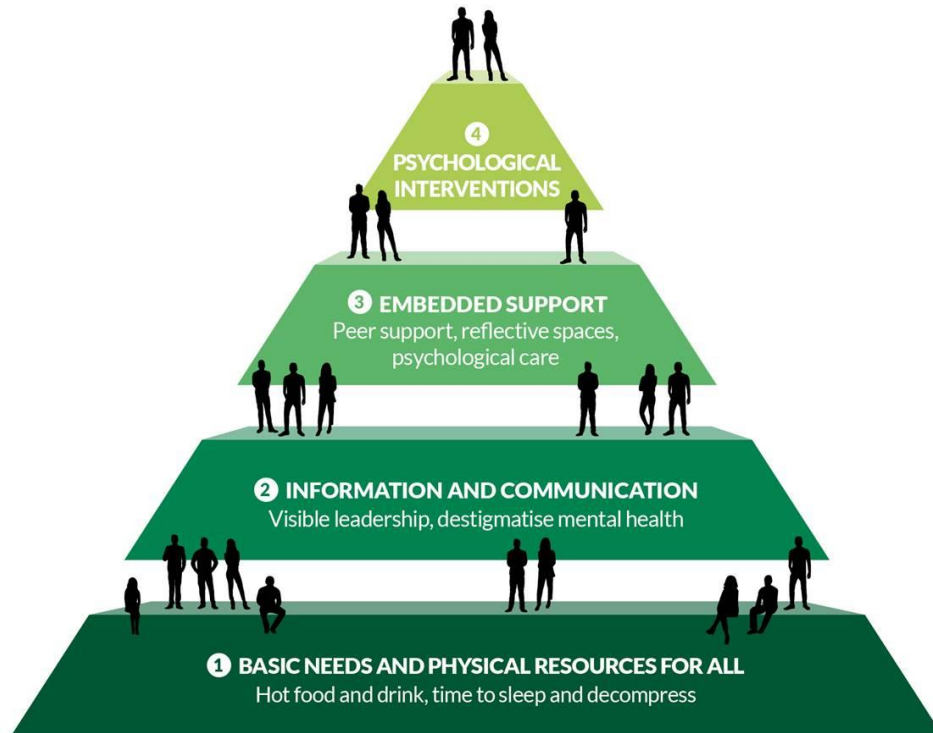 4
PSYCHOLOGICAL
INTERVENTIONS
3 EMBEDDED SUPPORT
Peer support, reflective spaces,
psychological care
2 INFORMATION AND COMMUNICATION
Visible leadership, destigmatise mental health
1 BASIC NEEDS AND PHYSICAL RESOURCES FOR ALL
Hot food and drink, time to sleep and decompress